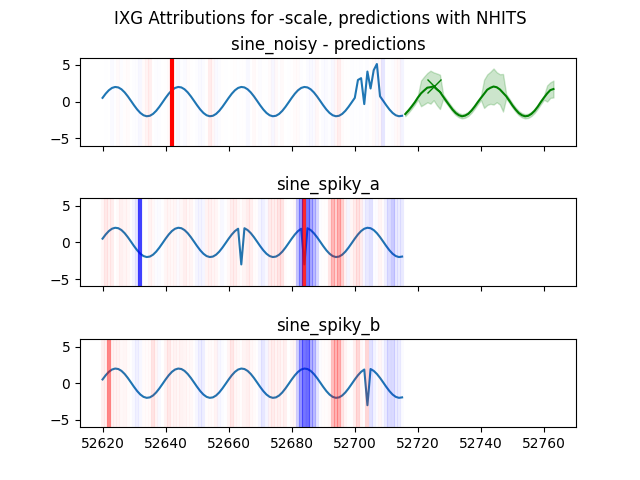 IXG Attributions for -scale, predictions with NHITS
sine_noisy - predictions
5
0
−5
sine_spiky_a
5
0
−5
sine_spiky_b
5
0
−5
52620 52640 52660 52680 52700 52720 52740 52760